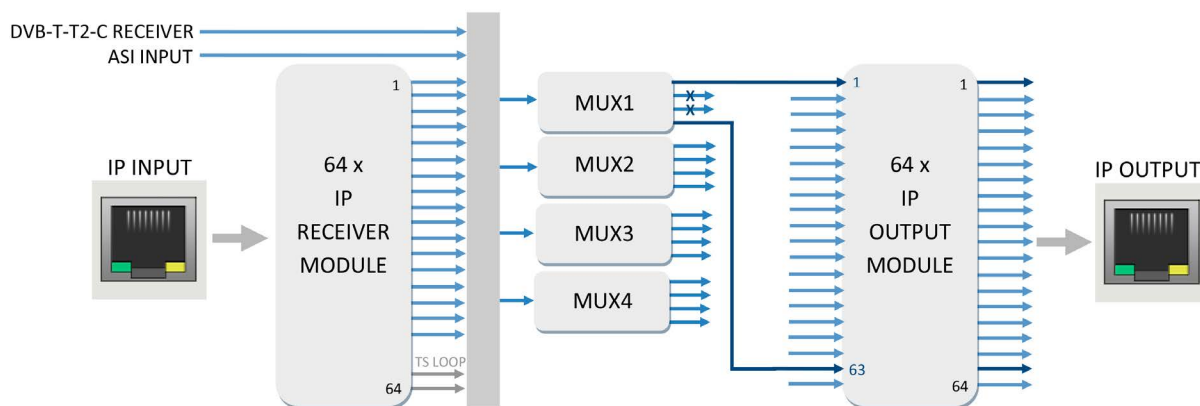 DVB-T-T2-C RECEIVER
ASI INPUT
IP INPUT
1
64 x
IP
RECEIVER
MODULE
64
TS LOOP
MUX1
X
X
MUX2
MUX3
MUX4
1
63
64 x
IP
OUTPUT
MODULE
1
64
IP OUTPUT